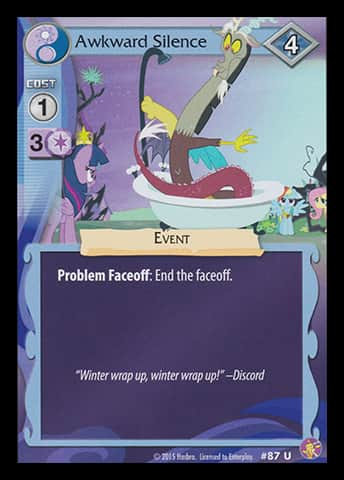 Awkward Silence
4
COST
1
3
EVENT
Problem Faceoff: End the faceoff.
“Winter wrap up, winter wrap up!” –Discord
© 2015 Hasbro. Licensed to Enterplay. #87 U